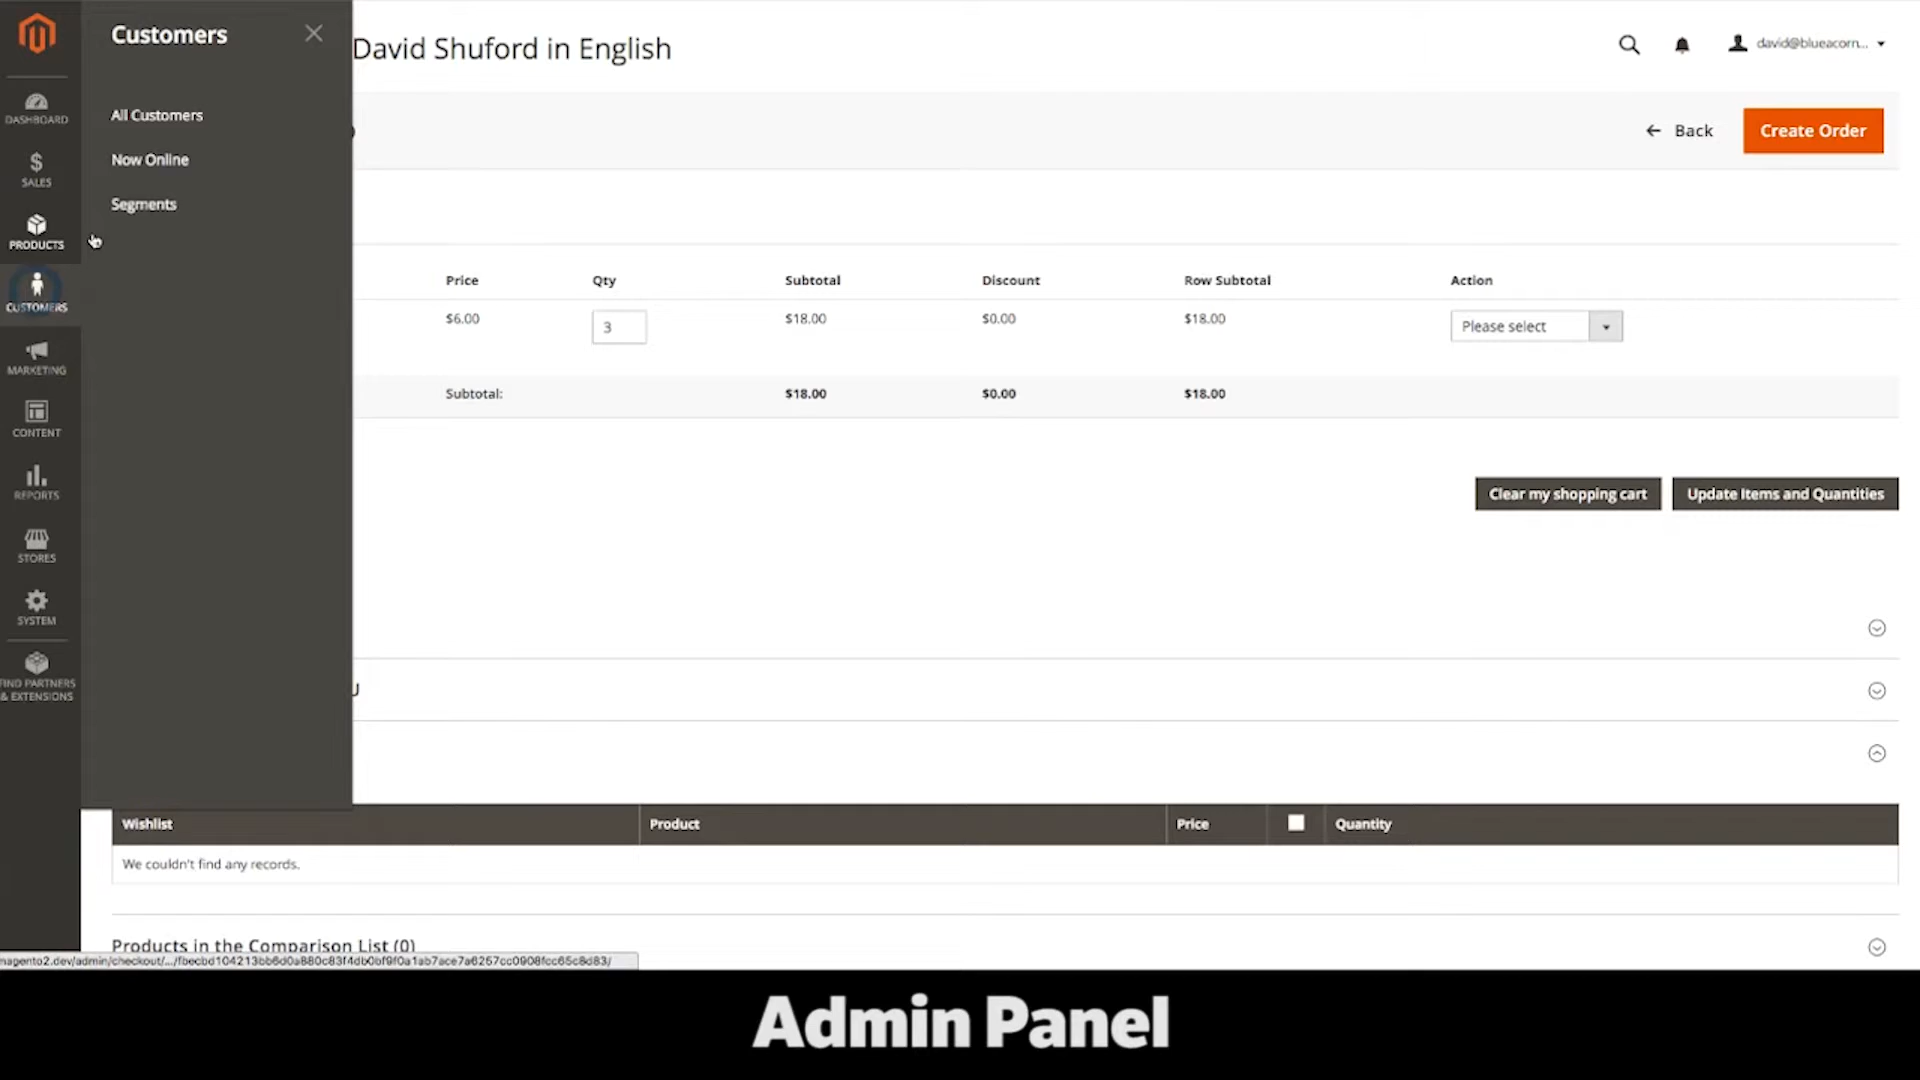 Customers
David Shuford in English
david@blueacorn...
DASHBOARD
All Customers
Back
Create Order
Now Online
SALES
Segments
PRODUCTS
Price Qty Subtotal Discount Row Subtotal Action
CUSTOMERS
$6.00 3 $18.00 $0.00 $18.00 Please select
MARKETING
Subtotal: $18.00 $0.00 $18.00
CONTENT
REPORTS
Clear my shopping cart
Update Items and Quantities
STORES
SYSTEM
FIND PARTNERS
& EXTENSIONS
Wishlist Product Price Quantity
We couldn't find any records.
Products in the Comparison List (0)
Admin Panel